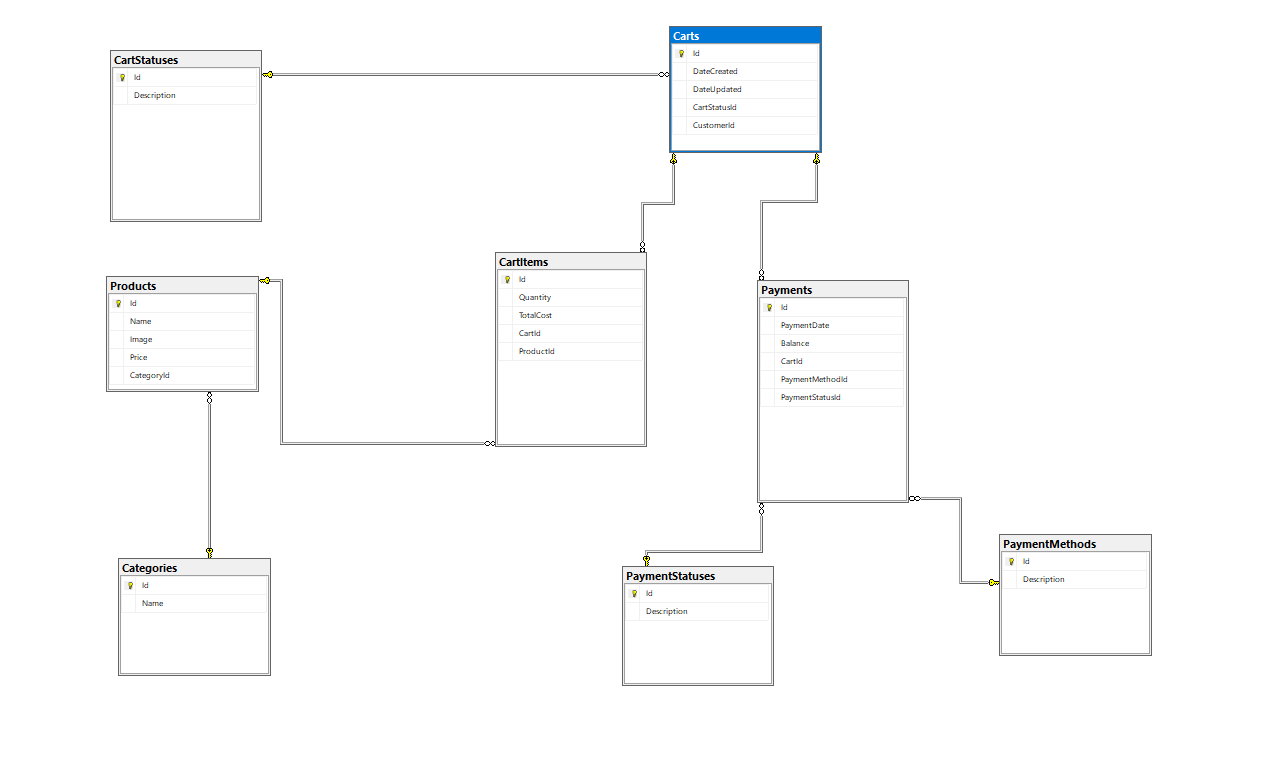 CartStatuses
Id
Description
Carts
Id
DateCreated
DateUpdated
CartStatusId
CustomerId
Products
Id
Name
Image
Price
CategoryId
CartItems
Id
Quantity
TotalCost
CartId
ProductId
Payments
Id
PaymentDate
Balance
CartId
PaymentMethodId
PaymentStatusId
Categories
Id
Name
PaymentStatuses
Id
Description
PaymentMethods
Id
Description